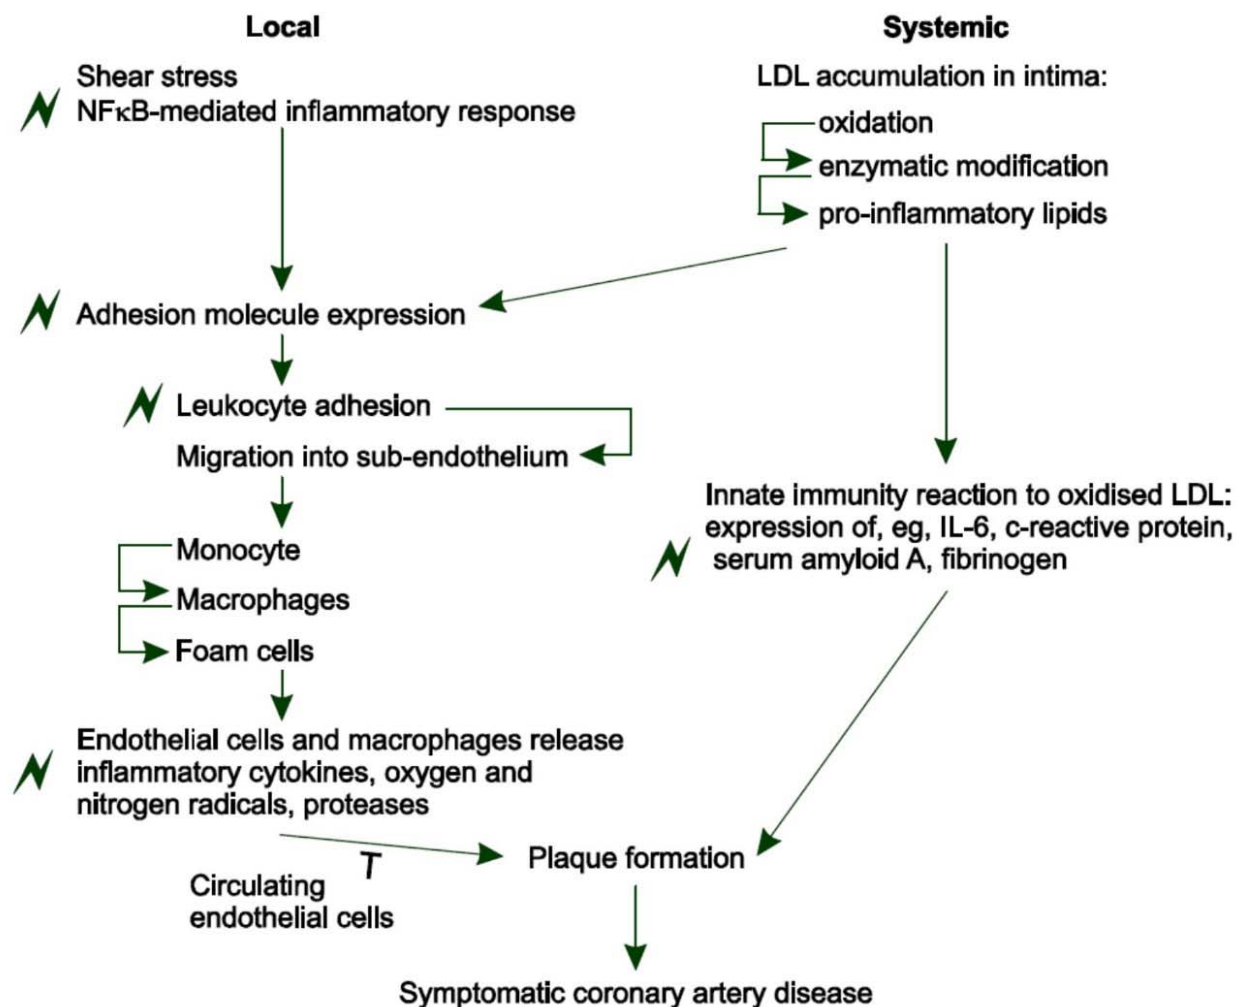 Local
Shear stress
NFκB-mediated inflammatory response
Adhesion molecule expression
Leukocyte adhesion
Migration into sub-endothelium
Monocyte
Macrophages
Foam cells
Endothelial cells and macrophages release
inflammatory cytokines, oxygen and
nitrogen radicals, proteases
Circulating
endothelial cells
Systemic
LDL accumulation in intima:
oxidation
enzymatic modification
pro-inflammatory lipids
Innate immunity reaction to oxidised LDL:
expression of, eg, IL-6, c-reactive protein,
serum amyloid A, fibrinogen
Plaque formation
Symptomatic coronary artery disease